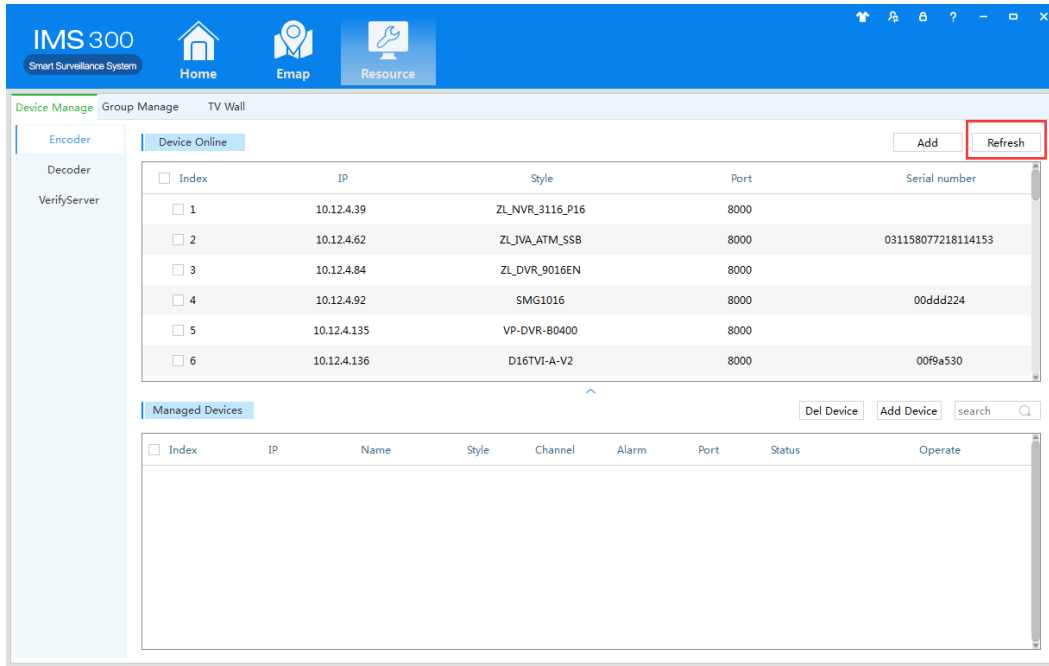 IMS 300
Smart Surveillance System
Home
Emap
Resource
?
Device Manage Group Manage TV Wall
Encoder
Decoder
VerifyServer
Device Online
Add Refresh
Index IP Style Port Serial number
1 10.12.4.39 ZL_NVR_3116_P16 8000
2 10.12.4.62 ZL_IVA_ATM_SSB 8000 031158077218114153
3 10.12.4.84 ZL_DVR_9016EN 8000
4 10.12.4.92 SMG1016 8000 00ddd224
5 10.12.4.135 VP-DVR-B0400 8000
6 10.12.4.136 D16TVI-A-V2 8000 00f9a530
Managed Devices
Del Device Add Device search
Index IP Name Style Channel Alarm Port Status Operate